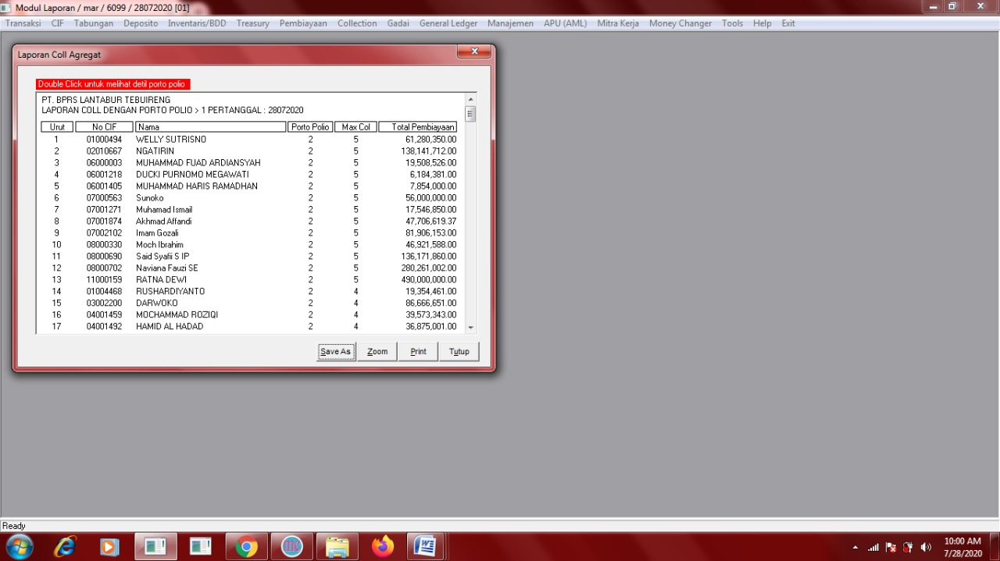 Modul Laporan / mar / 6099 / 28072020 [01]
Transaksi CIF Tabungan Deposito Inventaris/BDD Treasury Pembiayaan Collection Gadai General Ledger Manajemen APU (AML) Mitra Kerja Money Changer Tools Help Exit
Laporan Coll Agregat
Double Click untuk melihat detil porto polio
PT. BPRS LANTABUR TEBUIRENG
LAPORAN COLL DENGAN PORTO POLIO > 1 PERTANGGAL : 28072020
Urut No CIF Nama Porto Polio Max Col Total Pembiayaan
1 01000494 WELLY SUTRISNO 2 5 61,280,350.00
2 02010667 NGATIRIN 2 5 138,141,712.00
3 06000003 MUHAMMAD FUAD ARDIANSYAH 2 5 19,508,526.00
4 06001218 DUCKI PURNOMO MEGAWATI 2 5 6,184,381.00
5 06001405 MUHAMMAD HARIS RAMADHAN 2 5 7,854,000.00
6 07000563 Sunoko 2 5 56,000,000.00
7 07001271 Muhamad Ismail 2 5 17,546,850.00
8 07001874 Akhmad Affandi 2 5 47,706,619.37
9 07002102 Imam Gozali 2 5 81,906,153.00
10 08000330 Moch Ibrahim 2 5 46,921,588.00
11 08000690 Said Syafii S IP 2 5 136,171,860.00
12 08000702 Naviana Fauzi SE 2 5 280,261,002.00
13 11000159 RATNA DEWI 2 5 490,000,000.00
14 01004468 RUSHARDIYANTO 2 4 19,354,461.00
15 03002200 DARWOKO 2 4 86,666,651.00
16 04001459 MOCHAMMAD ROZIQI 2 4 39,573,343.00
17 04001492 HAMID AL HADAD 2 4 36,875,001.00
Save As Zoom Print Tutup
Ready
10:00 AM
7/28/2020